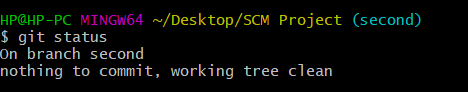 HP@HP-PC MINGW64 ~/Desktop/SCM Project (second)
$ git status
On branch second
nothing to commit, working tree clean